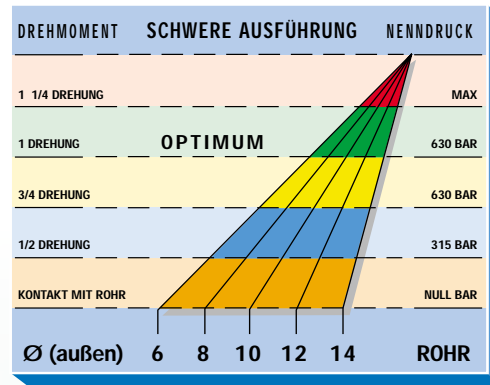 DREHMOMENT SCHWERE AUSFÜHRUNG NENNDRUCK
1 1/4 DREHUNG MAX
1 DREHUNG OPTIMUM 630 BAR
3/4 DREHUNG 630 BAR
1/2 DREHUNG 315 BAR
KONTAKT MIT ROHR NULL BAR
Ø (außen) 6 8 10 12 14 ROHR